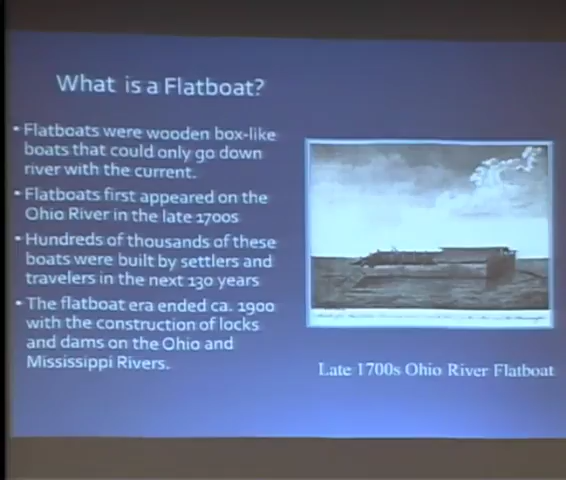 What is a Flatboat?
• Flatboats were wooden box-like
boats that could only go down
river with the current.
• Flatboats first appeared on the
Ohio River in the late 1700s
• Hundreds of thousands of these
boats were built by settlers and
travelers in the next 130 years
• The flatboat era ended ca. 1900
with the construction of locks
and dams on the Ohio and
Mississippi Rivers.
Late 1700s Ohio River Flatboat